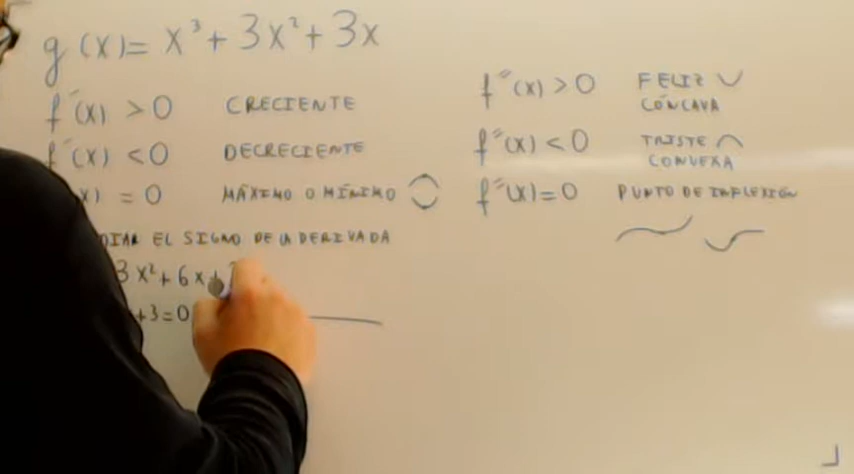 g(x)= x³ + 3x² + 3x
f'(x) > 0 CRECIENTE
f'(x) < 0 DECRECIENTE
x) = 0 MÁXIMO O MÍNIMO
EL SIGNO DE LA DERIVADA
3x² + 6x +
+3=0
f''(x) > 0 FELIZ
CÓNCAVA
f''(x) < 0 TRISTE
CONVEXA
f''(x) = 0 PUNTO DE INFLEXIÓN